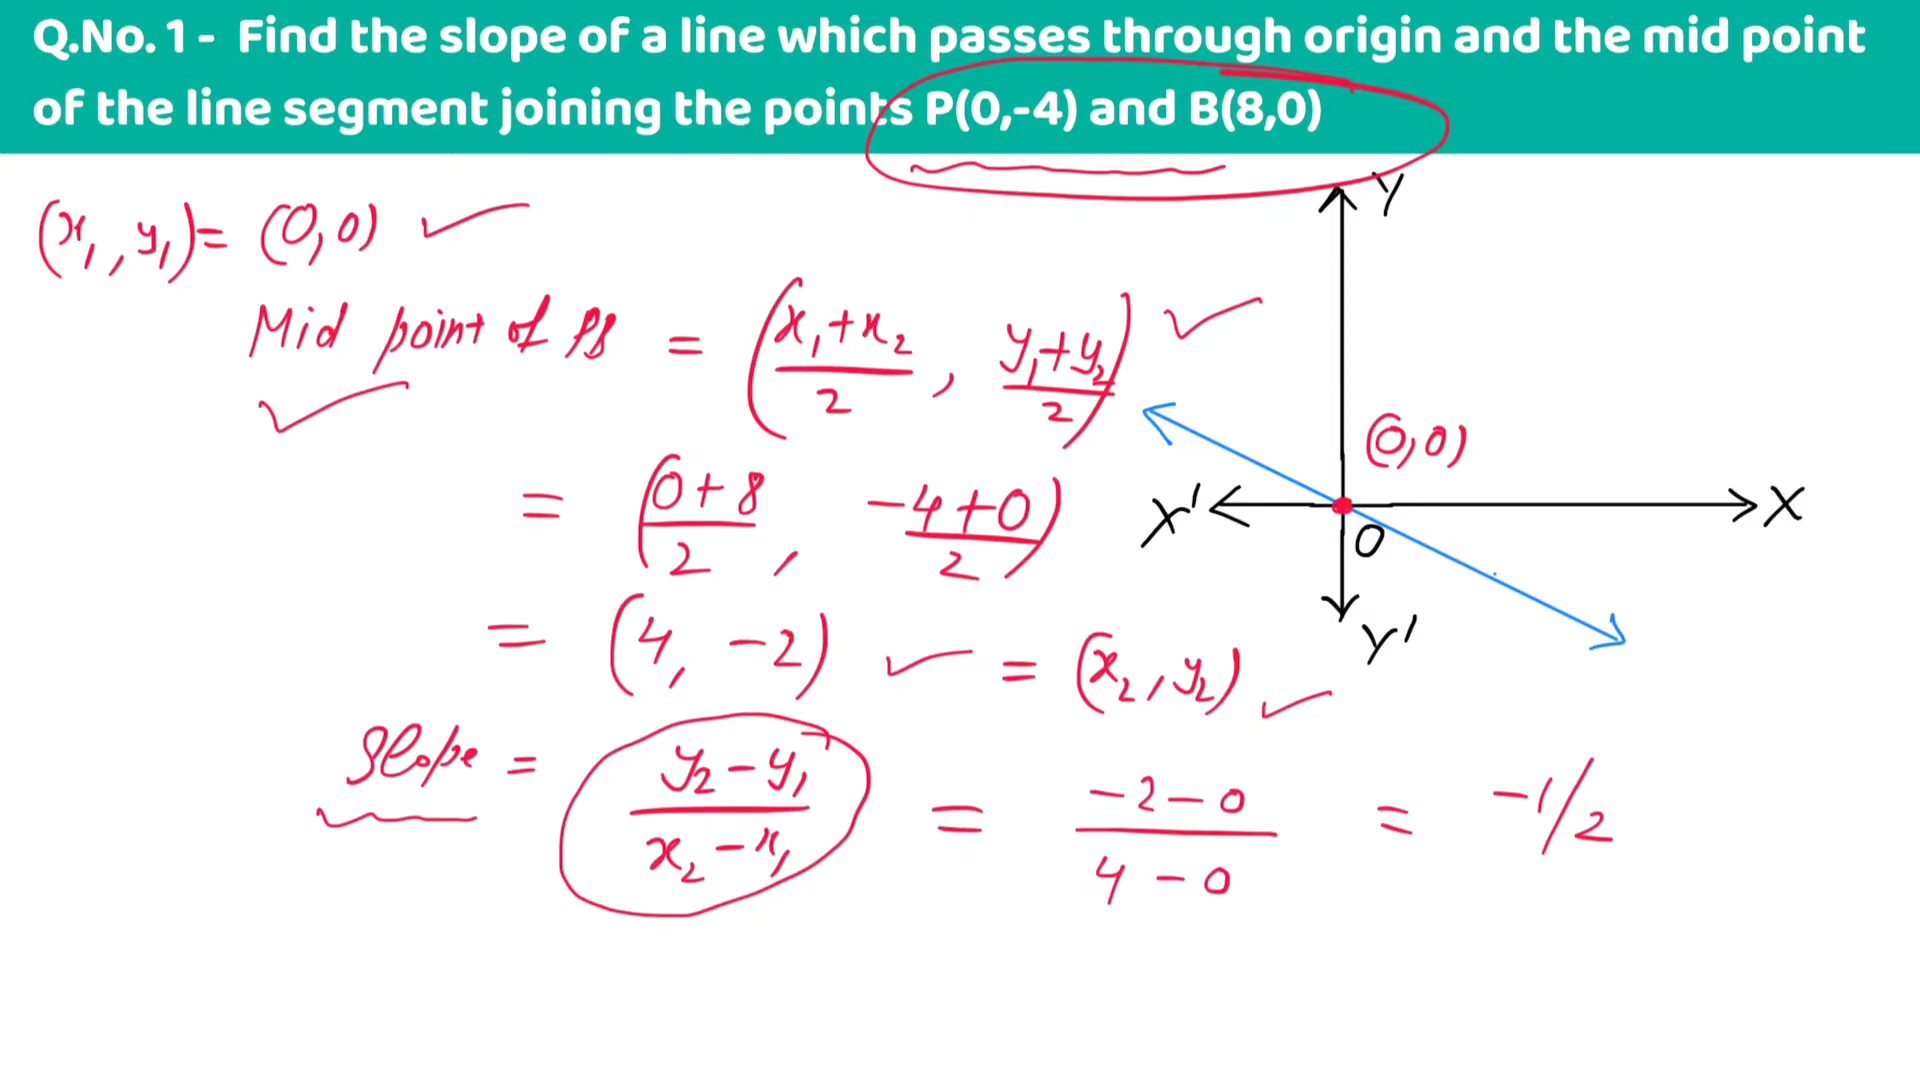 Q.No. 1 - Find the slope of a line which passes through origin and the mid point
of the line segment joining the points P(0,-4) and B(8,0)
(x₁, y₁) = (0,0)
Mid point of PB = (x₁+x₂/2, y₁+y₂/2)
= (0+8/2, -4+0/2)
= (4, -2) = (x₂, y₂)
Slope = y₂-y₁/x₂-x₁ = -2-0/4-0 = -1/2
Y
(0,0)
X' X
O
Y'